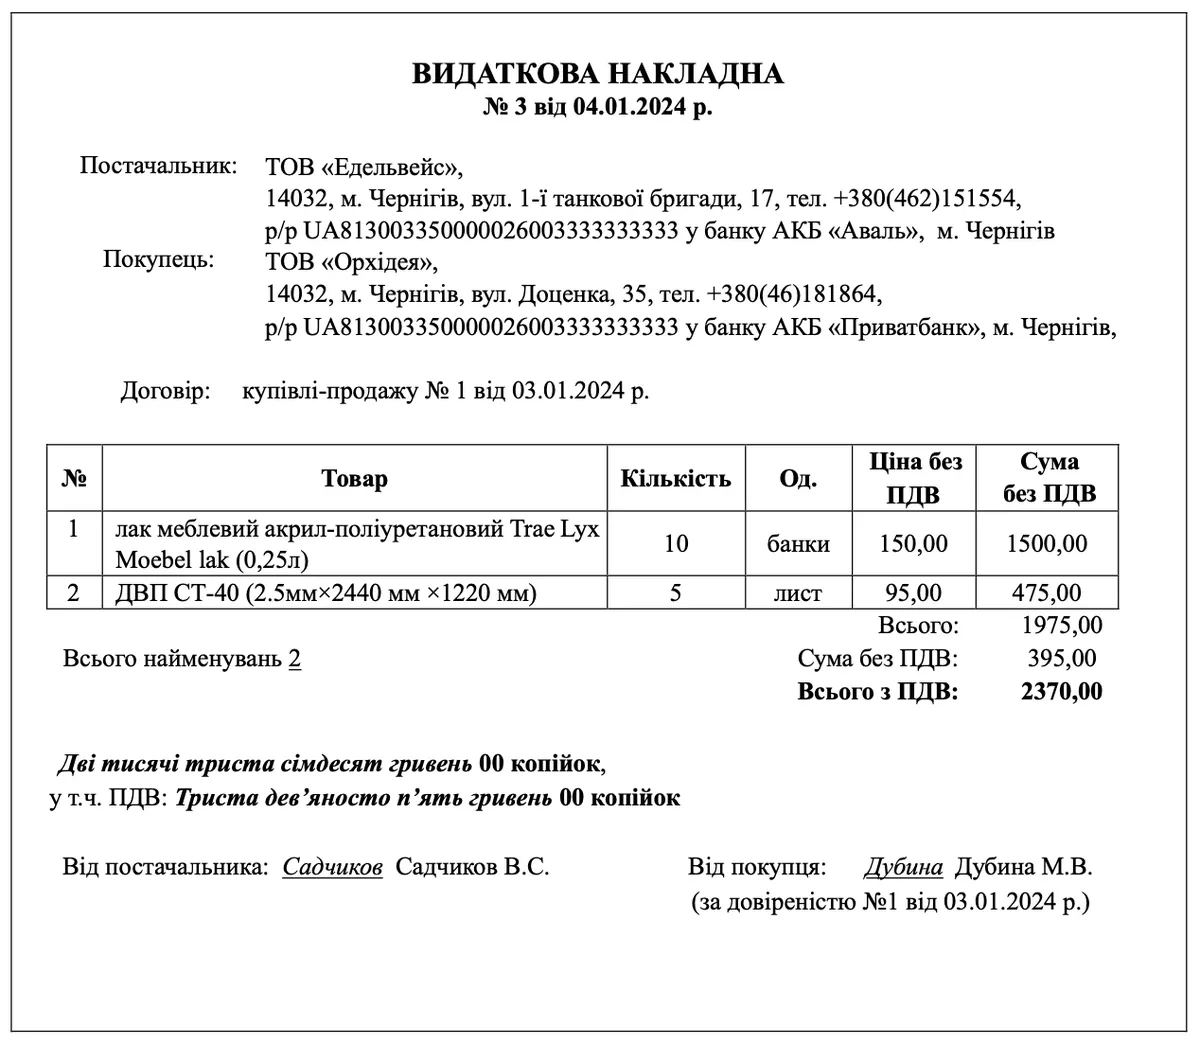 ВИДАТКОВА НАКЛАДНА
№ 3 від 04.01.2024 р.
Постачальник: ТОВ «Едельвейс»,
14032, м. Чернігів, вул. 1-ї танкової бригади, 17, тел. +380(462)151554,
р/р UA813003350000026003333333333 у банку АКБ «Аваль», м. Чернігів
Покупець: ТОВ «Орхідея»,
14032, м. Чернігів, вул. Доценка, 35, тел. +380(46)181864,
р/р UA813003350000026003333333333 у банку АКБ «Приватбанк», м. Чернігів,
Договір: купівлі-продажу № 1 від 03.01.2024 р.
№ Товар Кількість Од. Ціна без ПДВ Сума без ПДВ
1 лак меблевий акрил-поліуретановий Trae Lyx
Moebel lak (0,25л) 10 банки 150,00 1500,00
2 ДВП СТ-40 (2.5мм×2440 мм ×1220 мм) 5 лист 95,00 475,00
Всього: 1975,00
Всього найменувань 2 Сума без ПДВ: 395,00
Всього з ПДВ: 2370,00
Дві тисячі триста сімдесят гривень 00 копійок,
у т.ч. ПДВ: Триста дев’яносто п’ять гривень 00 копійок
Від постачальника: Садчиков Садчиков В.С. Від покупця: Дубина Дубина М.В.
(за довіреністю №1 від 03.01.2024 р.)